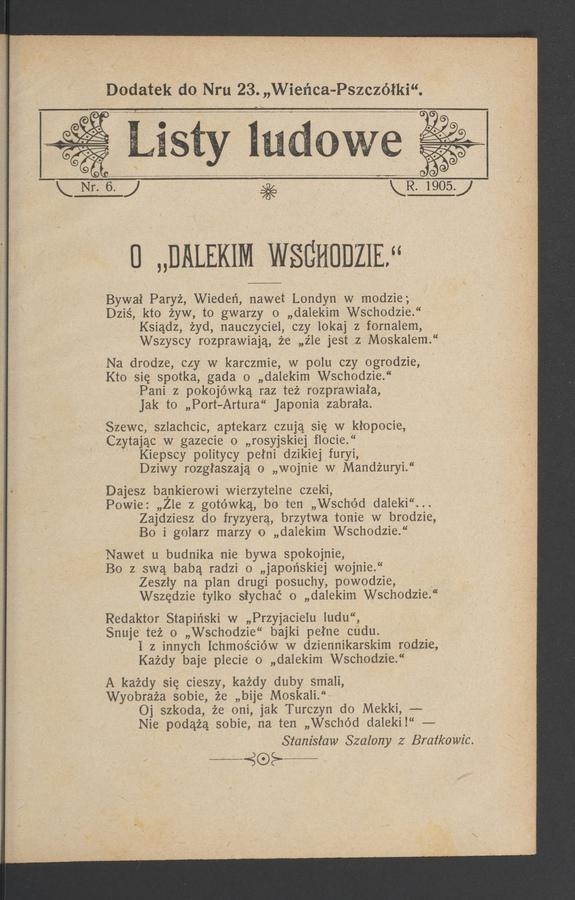 Dodatek do Nru 23. „Wieńca-Pszczółki“.
Listy ludowe
Nr. 6.
R. 1905.
O „DALEKIM WSCHODZIE.“
Bywał Paryż, Wiedeń, nawet Londyn w modzie;
Dziś, kto żyw, to gwarzy o „dalekim Wschodzie.“
Ksiądz, żyd, nauczyciel, czy lokaj z fornalem,
Wszyscy rozprawiają, że „źle jest z Moskalem.“
Na drodze, czy w karczmie, w polu czy ogrodzie,
Kto się spotka, gada o „dalekim Wschodzie.“
Pani z pokojówką raz też rozprawiała,
Jak to „Port-Artura“ Japonia zabrała.
Szewc, szlachcic, aptekarz czują się w kłopocie,
Czytając w gazecie o „rosyjskiej flocie.“
Kiepscy politycy pełni dzikiej furyi,
Dziwy rozgłaszają o „wojnie w Mandżuryi.“
Dajesz bankierowi wierzytelne czeki,
Powie: „Źle z gotówką, bo ten „Wschód daleki“...
Zajdziesz do fryzyerą, brzytwa tonie w brodzie,
Bo i golarz marzy o „dalekim Wschodzie.“
Nawet u budnika nie bywa spokojnie,
Bo z swą babą radzi o „japońskiej wojnie.“
Zeszły na plan drugi posuchy, powodzie,
Wszędzie tylko słychać o „dalekim Wschodzie.“
Redaktor Stapiński w „Przyjacielu ludu“,
Snuje też o „Wschodzie“ bajki pełne cudu.
I z innych Ichmościów w dziennikarskim rodzie,
Każdy baje plecie o „dalekim Wschodzie.“
A każdy się cieszy, każdy duby smali,
Wyobraża sobie, że „bije Moskali.“
Oj szkoda, że oni, jak Turczyn do Mekki, —
Nie podążą sobie, na ten „Wschód daleki!“ —
Stanisław Szalony z Bratkowic.